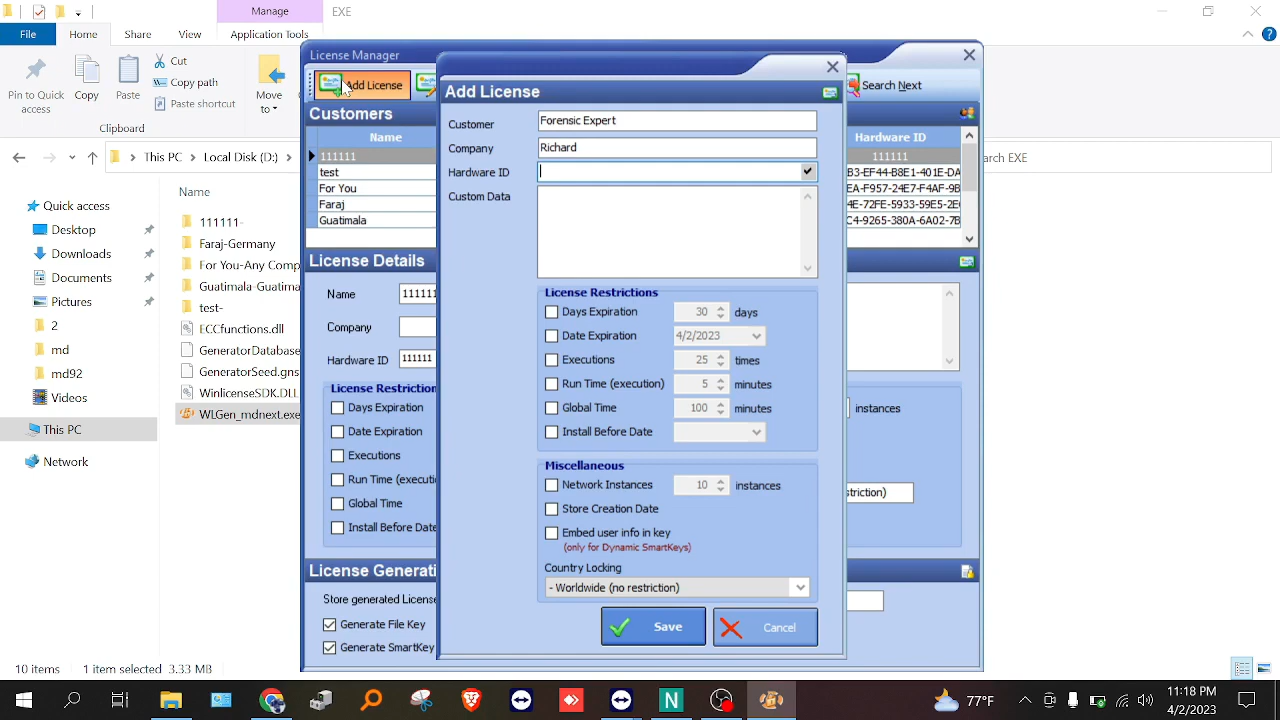 Manage
EXE
File
Home
Share
View
Application Tools
Pin to Quick
Access
Copy
Paste
Cut
Copy path
Paste shortcut
Move
to
Clipboard
This PC
Local Disk (D:)
EXE
Name
Quick access
Desktop
Downloads
Documents
Pictures
2
md
md92
Video
This PC
Network
111111-
For You-Any Comp
Guatimala-
test-
ECCfunctions.dll
GeneratorDatabase
GeneratorSeed.gns
WinlicenseSDK.DLL
WLGen_mdnext.exe
10 items
1 item selected
3.33 MB
License Manager
Add License
Search Next
Customers
Name
Hardware ID
111111
111111
test
B3-EF44-B8E1-401E-DA
For You
EA-F957-24E7-F4AF-9B
Faraj
4E-72FE-5933-59E5-2E
Guatimala
C4-9265-380A-6A02-7B
License Details
Name
111111
Company
Hardware ID
111111
License Restriction
Days Expiration
Date Expiration
Executions
Run Time (executi
Global Time
Install Before Date
instances
striction)
License Generati
Store generated License
Generate File Key
Generate SmartKey
Add License
Customer
Forensic Expert
Company
Richard
Hardware ID
Custom Data
License Restrictions
Days Expiration
30
days
Date Expiration
4/2/2023
Executions
25
times
Run Time (execution)
5
minutes
Global Time
100
minutes
Install Before Date
Miscellaneous
Network Instances
10
instances
Store Creation Date
Embed user info in key
(only for Dynamic SmartKeys)
Country Locking
- Worldwide (no restriction)
Save
Cancel
77°F
11:18 PM
4/2/2023